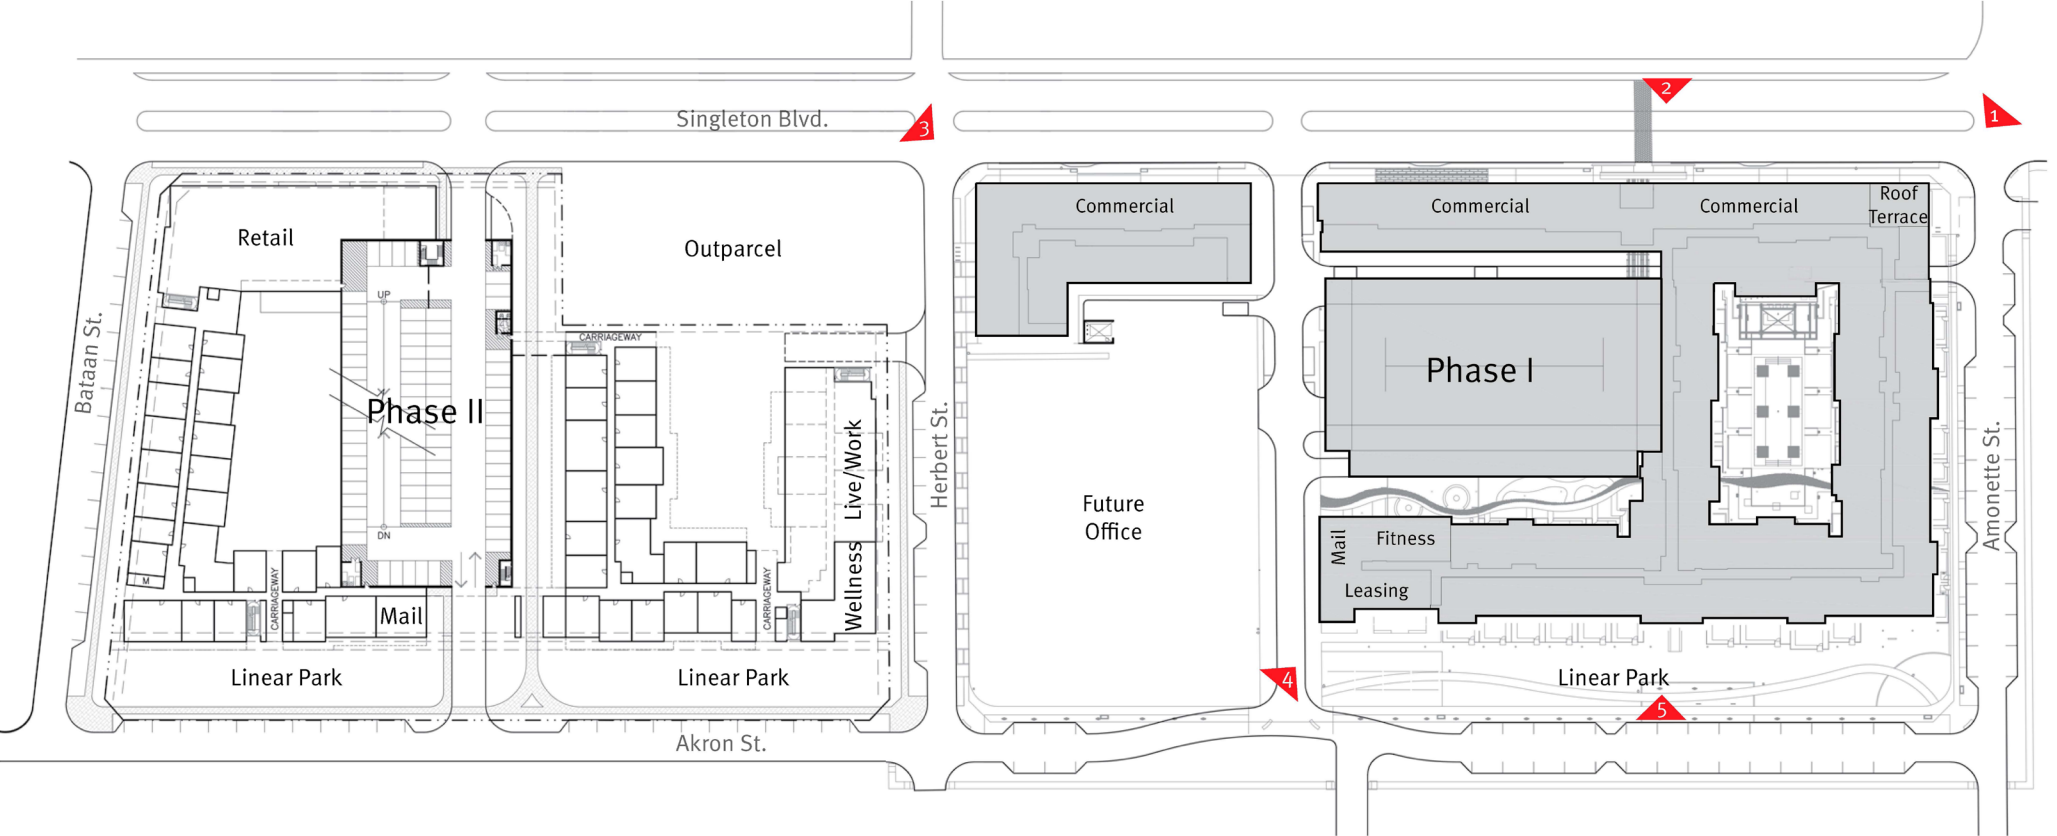 2
1
3
Singleton Blvd.
Retail
Outparcel
Commercial
Commercial
Commercial
Roof
Terrace
UP
CARRIAGEWAY
Bataan St.
Phase II
Phase I
Live/Work
Herbert St.
Amonette St.
Future
Office
DN
Mail
Fitness
Leasing
M
CARRIAGEWAY
Mail
CARRIAGEWAY
Wellness
Linear Park
Linear Park
Linear Park
4
5
Akron St.